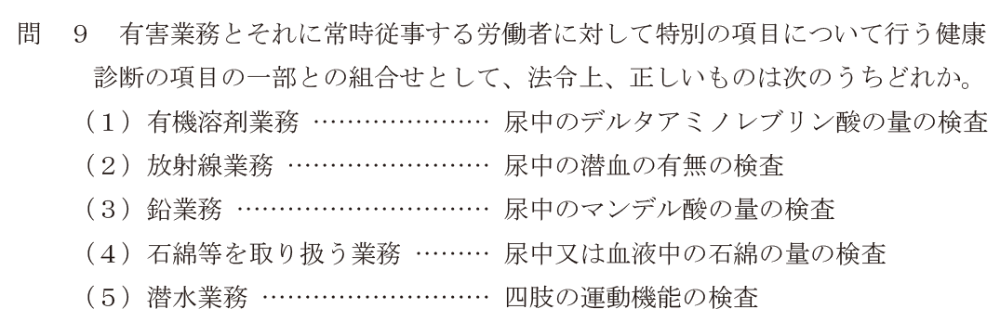 問　９　有害業務とそれに常時従事する労働者に対して特別の項目について行う健康
診断の項目の一部との組合せとして、法令上、正しいものは次のうちどれか。
（１）有機溶剤業務 ………………… 尿中のデルタアミノレブリン酸の量の検査
（２）放射線業務 …………………… 尿中の潜血の有無の検査
（３）鉛業務 ………………………… 尿中のマンデル酸の量の検査
（４）石綿等を取り扱う業務 ……… 尿中又は血液中の石綿の量の検査
（５）潜水業務 ……………………… 四肢の運動機能の検査